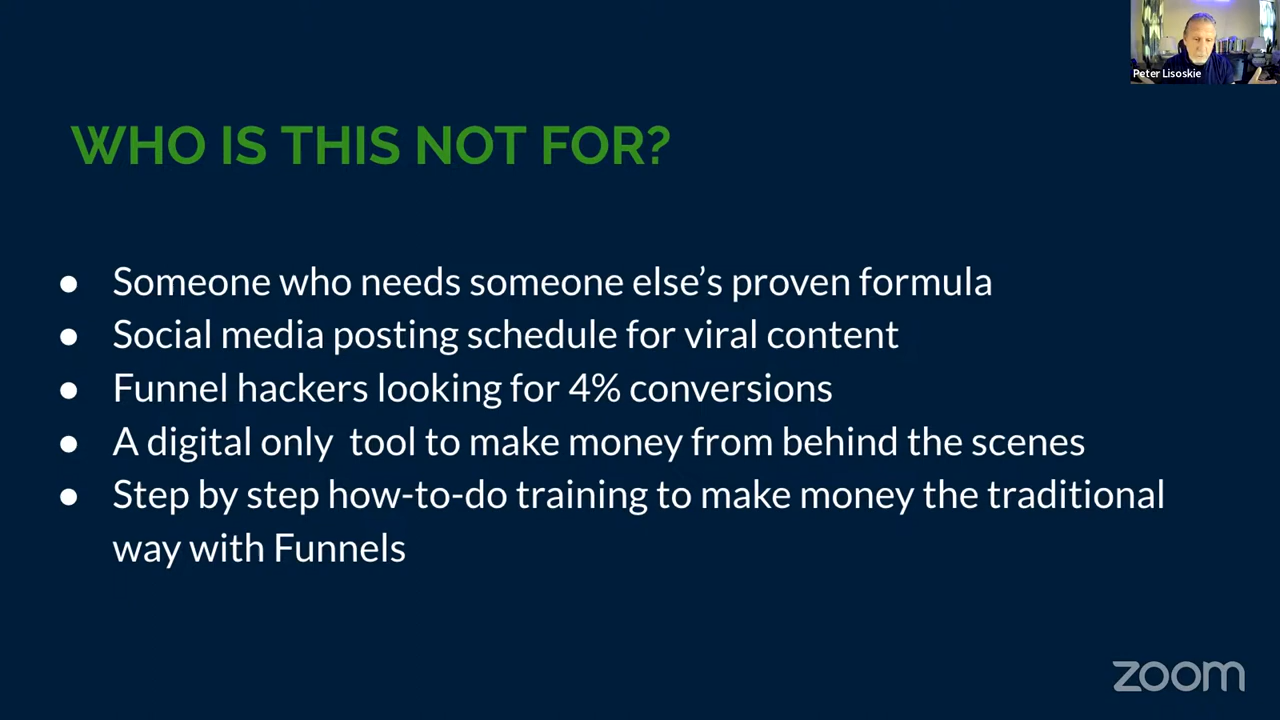 Peter Lisoskie
WHO IS THIS NOT FOR?
● Someone who needs someone else’s proven formula
● Social media posting schedule for viral content
● Funnel hackers looking for 4% conversions
● A digital only  tool to make money from behind the scenes
● Step by step how-to-do training to make money the traditional
way with Funnels
zoom